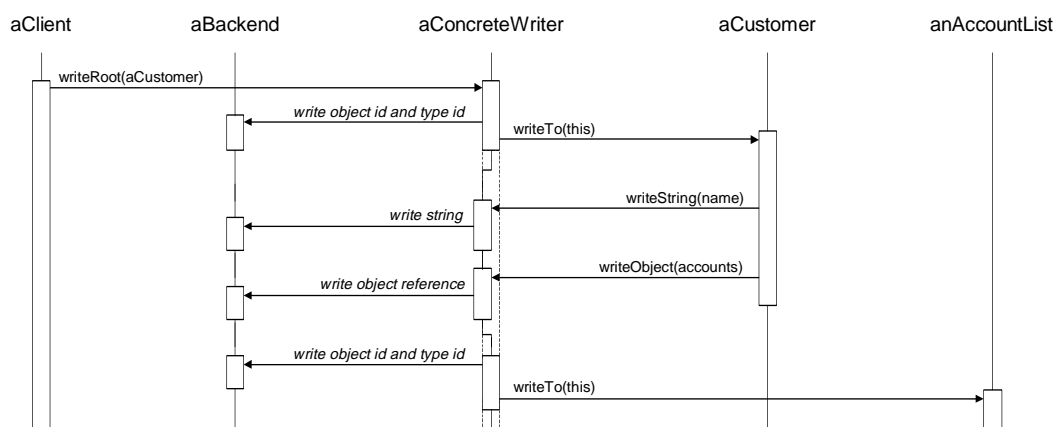 aClient
aBackend
aConcreteWriter
aCustomer
anAccountList
writeRoot(aCustomer)
write object id and type id
writeTo(this)
writeString(name)
write string
writeObject(accounts)
write object reference
write object id and type id
writeTo(this)